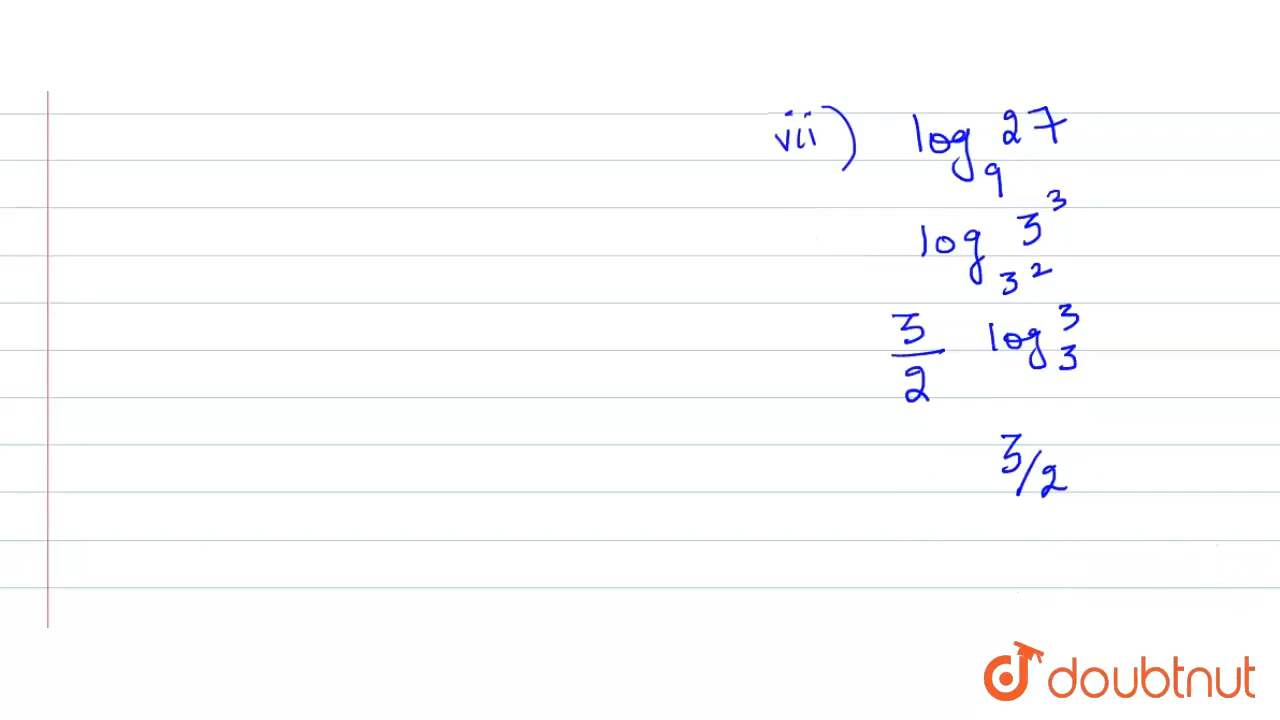 vii) log₉ 27
log₃² 3³
3/2 log₃ 3
3/2
doubtnut